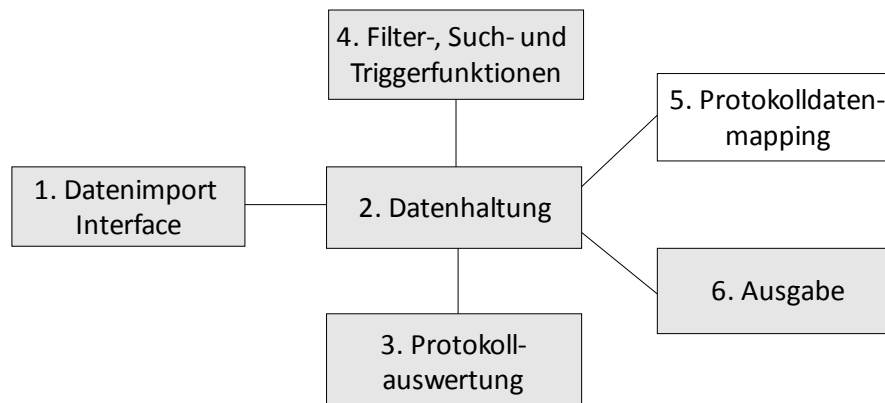 4. Filter-, Such- und
Triggerfunktionen
5. Protokolldaten-
mapping
1. Datenimport
Interface
2. Datenhaltung
6. Ausgabe
3. Protokoll-
auswertung